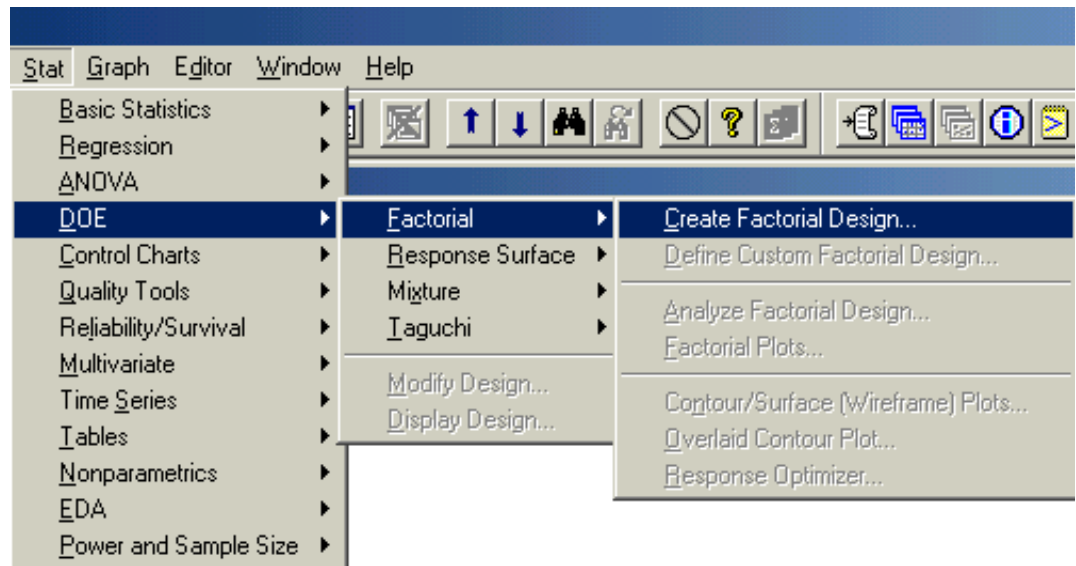 Stat Graph Editor Window Help
Basic Statistics
Regression
ANOVA
DOE
Control Charts
Quality Tools
Reliability/Survival
Multivariate
Time Series
Tables
Nonparametrics
EDA
Power and Sample Size
Factorial
Response Surface
Mixture
Taguchi
Modify Design...
Display Design...
Create Factorial Design...
Define Custom Factorial Design...
Analyze Factorial Design...
Factorial Plots...
Contour/Surface (Wireframe) Plots...
Overlaid Contour Plot...
Response Optimizer...